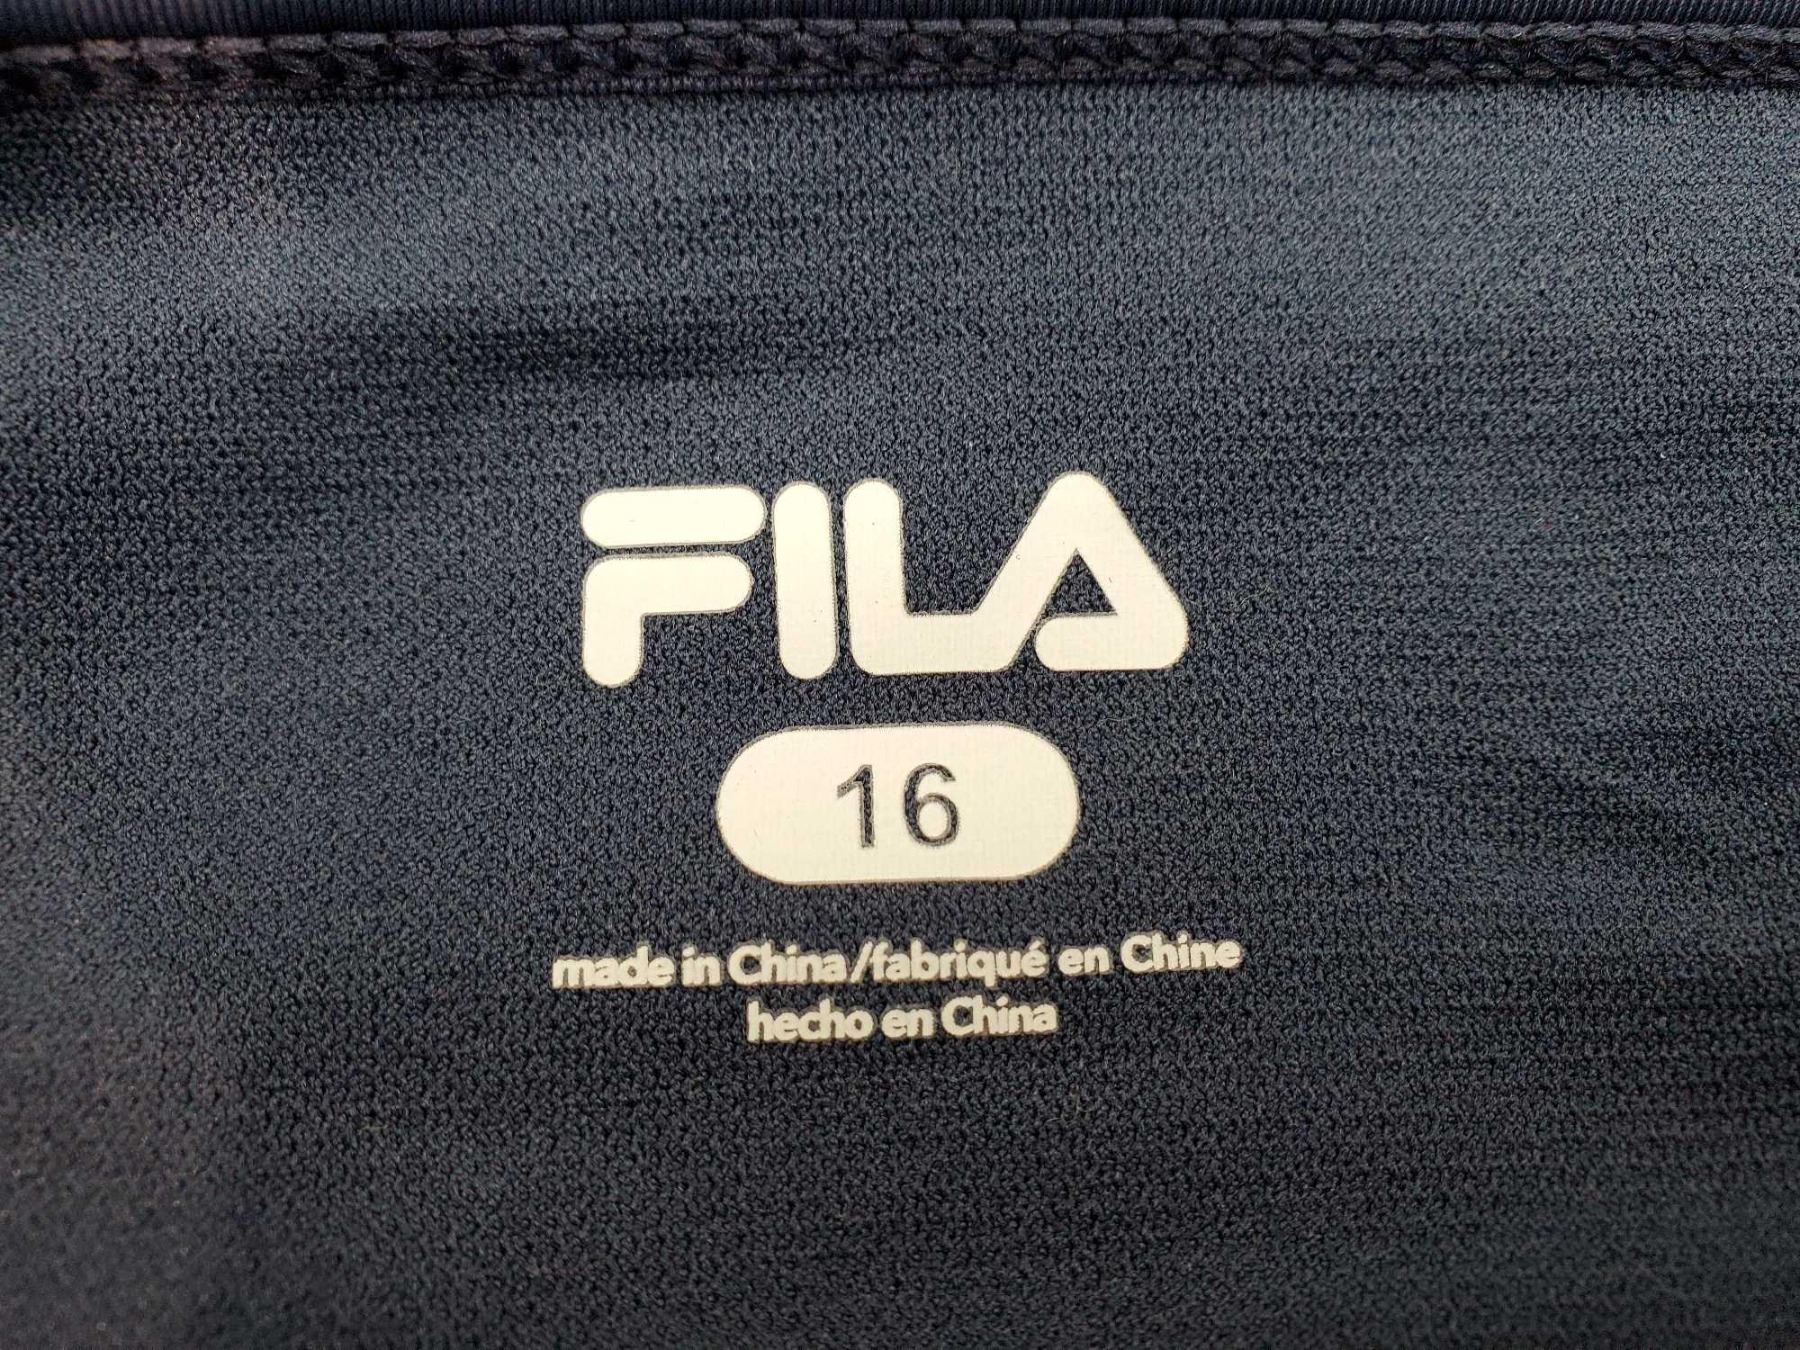 FILA
16
made in China/fabriqué en Chine
hecho en China